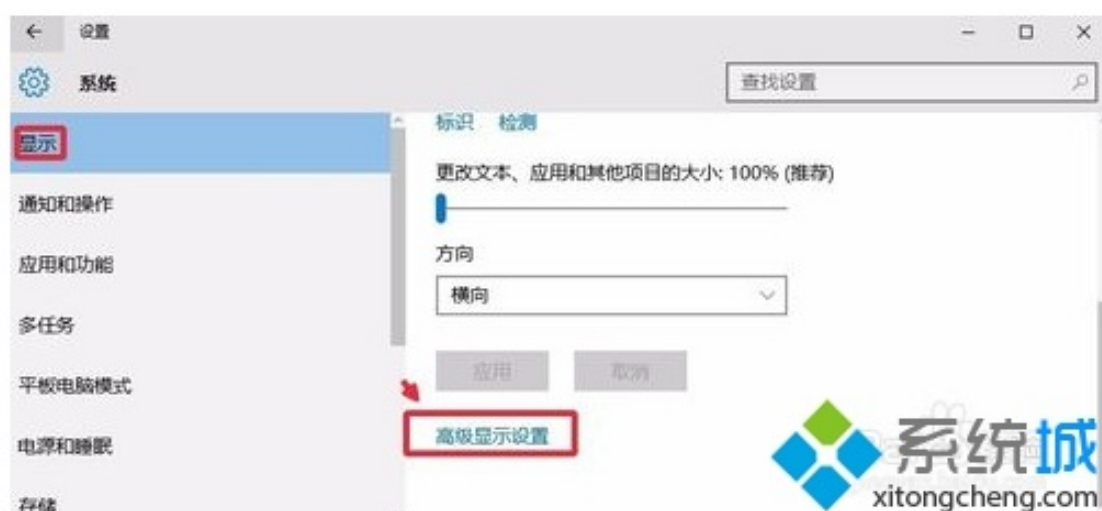 设置
系统
查找设置
显示
通知和操作
应用和功能
多任务
平板电脑模式
电源和睡眠
存储
标识 检测
更改文本、应用和其他项目的大小: 100% (推荐)
方向
横向
应用 取消
高级显示设置
系统城
xitongcheng.com